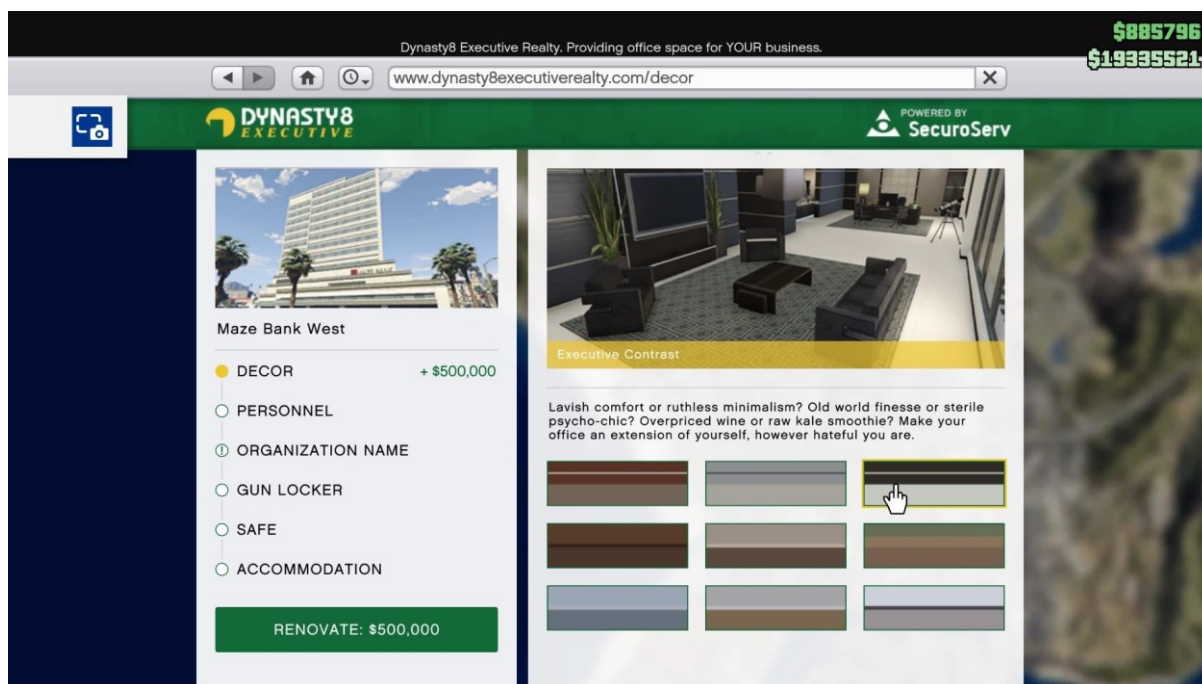 Dynasty8 Executive Realty. Providing office space for YOUR business.
$885796
$19335521
www.dynasty8executiverealty.com/decor
DYNASTY8
EXECUTIVE
POWERED BY
SecuroServ
MAZE BANK
Maze Bank West
DECOR + $500,000
PERSONNEL
ORGANIZATION NAME
GUN LOCKER
SAFE
ACCOMMODATION
RENOVATE: $500,000
Executive Contrast
Lavish comfort or ruthless minimalism? Old world finesse or sterile
psycho-chic? Overpriced wine or raw kale smoothie? Make your
office an extension of yourself, however hateful you are.